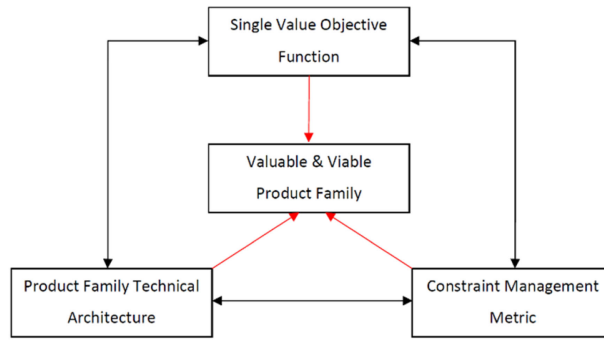 Single Value Objective
Function
Valuable & Viable
Product Family
Product Family Technical
Architecture
Constraint Management
Metric